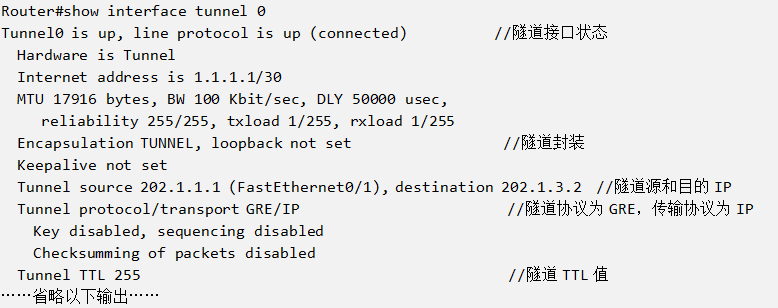 Router#show interface tunnel 0
Tunnel0 is up, line protocol is up (connected) //隧道接口状态
Hardware is Tunnel
Internet address is 1.1.1.1/30
MTU 17916 bytes, BW 100 Kbit/sec, DLY 50000 usec,
reliability 255/255, txload 1/255, rxload 1/255
Encapsulation TUNNEL, loopback not set //隧道封装
Keepalive not set
Tunnel source 202.1.1.1 (FastEthernet0/1), destination 202.1.3.2 //隧道源和目的 IP
Tunnel protocol/transport GRE/IP //隧道协议为 GRE，传输协议为 IP
Key disabled, sequencing disabled
Checksumming of packets disabled
Tunnel TTL 255 //隧道 TTL 值
……省略以下输出……